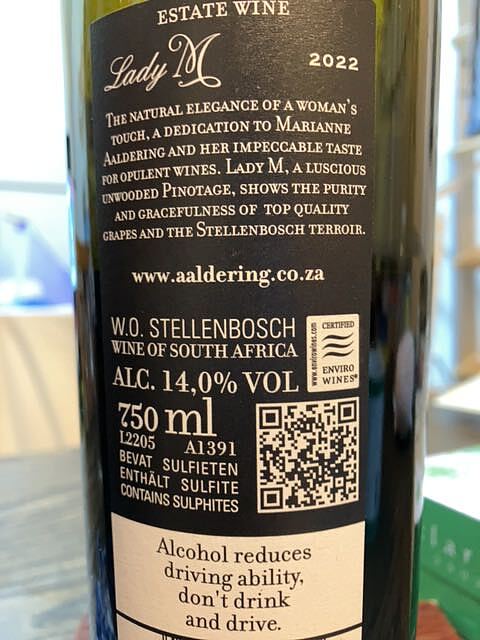 ESTATE WINE
Lady M
2022
THE NATURAL ELEGANCE OF A WOMAN'S
TOUCH, A DEDICATION TO MARIANNE
AALDERING AND HER IMPECCABLE TASTE
FOR OPULENT WINES. LADY M, A LUSCIOUS
UNWOODED PINOTAGE, SHOWS THE PURITY
AND GRACEFULNESS OF TOP QUALITY
GRAPES AND THE STELLENBOSCH TERROIR.
www.aaldering.co.za
W.O. STELLENBOSCH
WINE OF SOUTH AFRICA
ALC. 14,0% VOL
www.envirowines.com
CERTIFIED
ENVIRO
WINES®
750 ml
L2205 A1391
BEVAT SULFIETEN
ENTHÄLT SULFITE
CONTAINS SULPHITES
Alcohol reduces
driving ability,
don't drink
and drive.